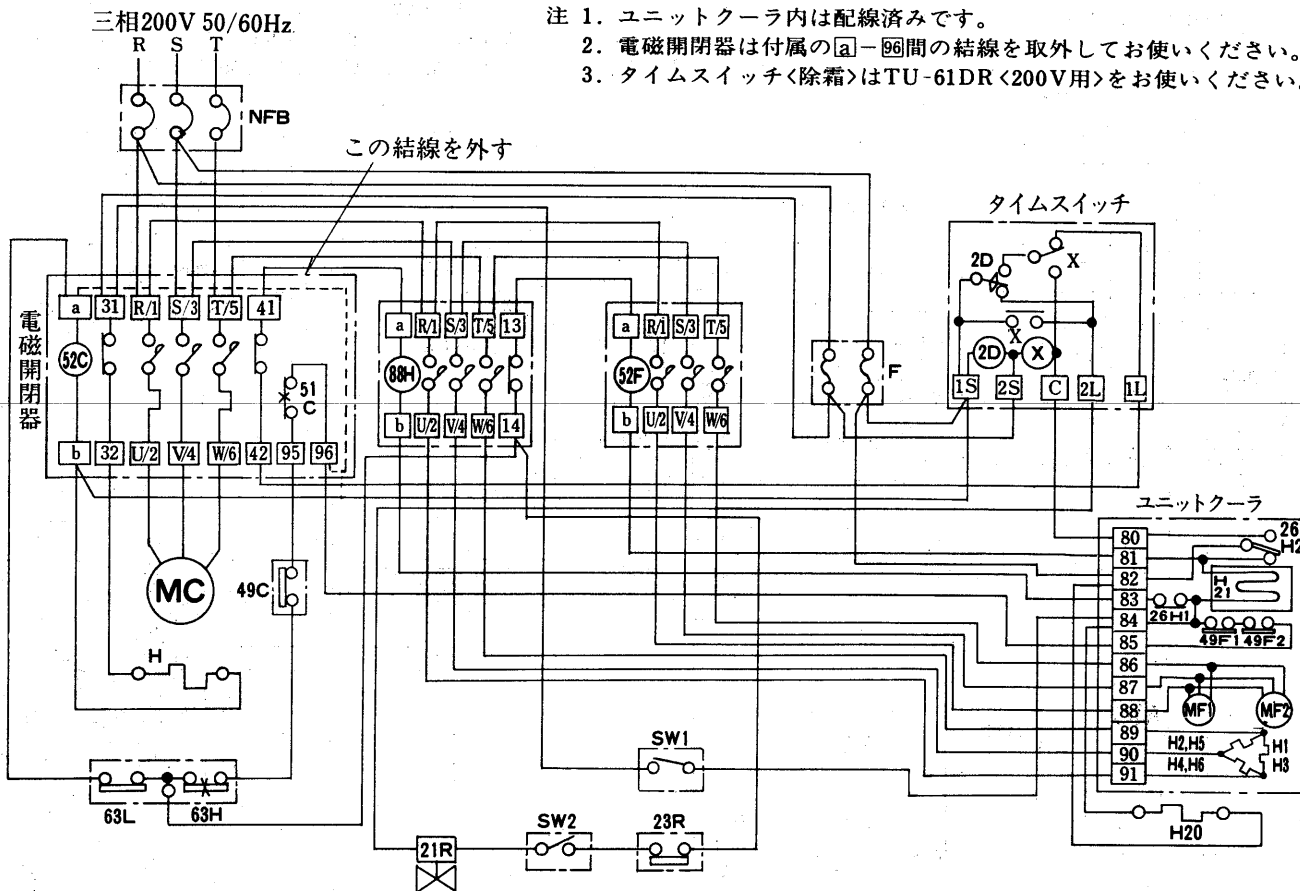 三相200V 50/60Hz
R S T
NFB
注 1. ユニットクーラ内は配線済みです。
2. 電磁開閉器は付属の a － 96 間の結線を取外してお使いください。
3. タイムスイッチ<除霜>はTU-61DR<200V用>をお使いください。
この結線を外す
タイムスイッチ
2D X
X
2D X
1S 2S C 2L 1L
電磁開閉器
a 31 R/1 S/3 T/5 41
52C
51C
b 32 U/2 V/4 W/6 42 95 96
a R/1 S/3 T/5 13
88H
b U/2 V/4 W/6 14
a R/1 S/3 T/5
52F
b U/2 V/4 W/6
F
MC
49C
H
63L 63H
SW1
SW2 23R
21R
ユニットクーラ
80
81
82
83
84
85
86
87
88
89
90
91
26H2
H21
26H1
49F1 49F2
MF1 MF2
H2,H5
H4,H6
H1
H3
H20